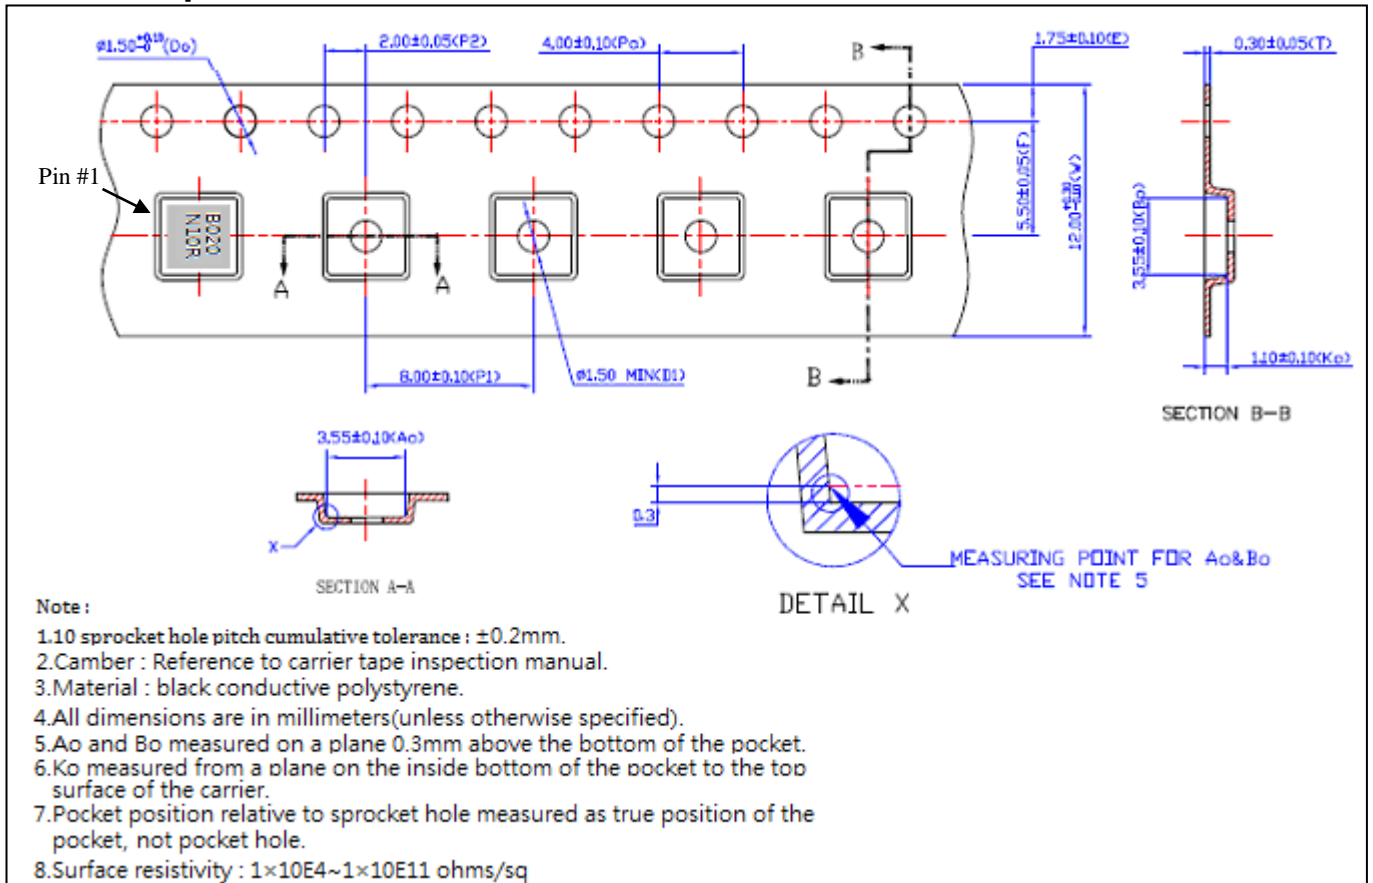 ø1.50+0.10-0(Do)
2.00±0.05(P2)
4.00±0.10(Po)
B
1.75±0.10(E)
0.30±0.05(T)
Pin #1
B020
N10R
5.50±0.05(F)
12.00+0.30(W)
3.55±0.10(Bo)
A
A
8.00±0.10(P1)
ø1.50 MIN(D1)
B
1.10±0.10(Ko)
SECTION B-B
3.55±0.10(Ao)
X
SECTION A-A
0.3
MEASURING POINT FOR Ao&Bo
SEE NOTE 5
DETAIL X
Note :
1.10 sprocket hole pitch cumulative tolerance : ±0.2mm.
2.Camber : Reference to carrier tape inspection manual.
3.Material : black conductive polystyrene.
4.All dimensions are in millimeters(unless otherwise specified).
5.Ao and Bo measured on a plane 0.3mm above the bottom of the pocket.
6.Ko measured from a plane on the inside bottom of the pocket to the top
surface of the carrier.
7.Pocket position relative to sprocket hole measured as true position of the
pocket, not pocket hole.
8.Surface resistivity : 1×10E4~1×10E11 ohms/sq